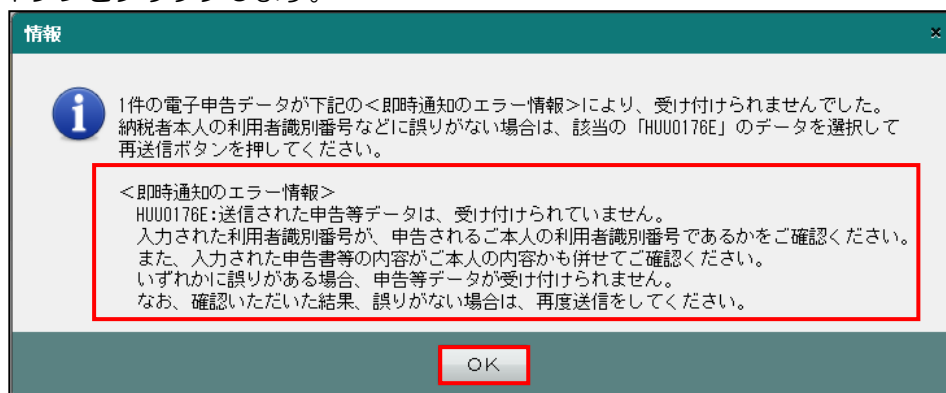 情報
×
1件の電子申告データが下記の<即時通知のエラー情報>により、受け付けられませんでした。
納税者本人の利用者識別番号などに誤りがない場合は、該当の「HUU0176E」のデータを選択して
再送信ボタンを押してください。
<即時通知のエラー情報>
HUU0176E:送信された申告等データは、受け付けられていません。
入力された利用者識別番号が、申告されるご本人の利用者識別番号であるかをご確認ください。
また、入力された申告書等の内容がご本人の内容かも併せてご確認ください。
いずれかに誤りがある場合、申告等データが受け付けられません。
なお、確認いただいた結果、誤りがない場合は、再度送信をしてください。
OK